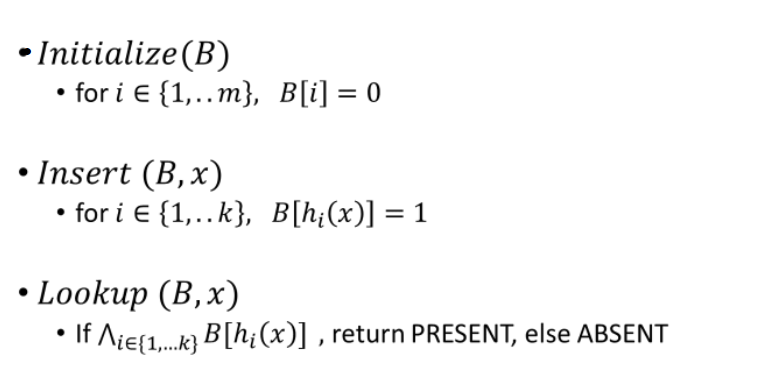 • Initialize(B)
• for i ∈ {1,..m}, B[i] = 0
• Insert (B, x)
• for i ∈ {1,..k}, B[hᵢ(x)] = 1
• Lookup (B, x)
• If ⋀i∈{1,...k} B[hᵢ(x)] , return PRESENT, else ABSENT